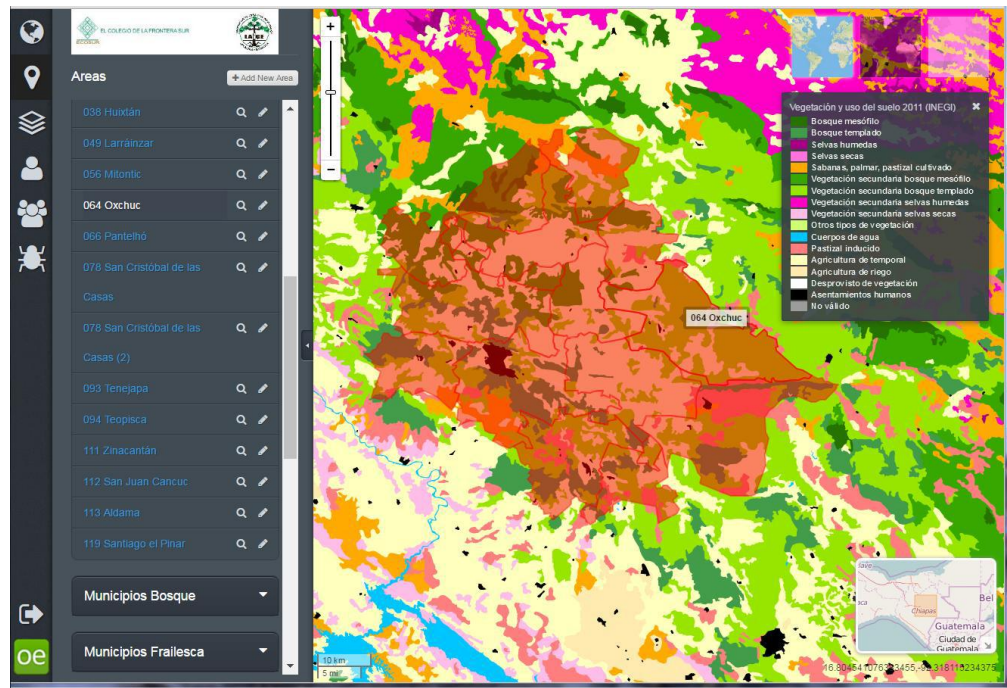 EL COLEGIO DE LA FRONTERA SUR
ECOSUR
LAIGE
Areas
+ Add New Area
038 Huixtán
049 Larráinzar
056 Mitontic
064 Oxchuc
066 Pantelhó
078 San Cristóbal de las
Casas
078 San Cristóbal de las
Casas (2)
093 Tenejapa
094 Teopisca
111 Zinacantán
112 San Juan Cancuc
113 Aldama
119 Santiago el Pinar
Municipios Bosque
Municipios Frailesca
oe
+
-
Vegetación y uso del suelo 2011 (INEGI)
Bosque mesófilo
Bosque templado
Selvas humedas
Selvas secas
Sabanas, palmar, pastizal cultivado
Vegetación secundaria bosque mesófilo
Vegetación secundaria bosque templado
Vegetación secundaria selvas humedas
Vegetación secundaria selvas secas
Otros tipos de vegetación
Cuerpos de agua
Pastizal inducido
Agricultura de temporal
Agricultura de riego
Desprovisto de vegetación
Asentamientos humanos
No válido
064 Oxchuc
Bel
Chiapas
Guatemala
Ciudad de
Guatemala
10 km
5 mi